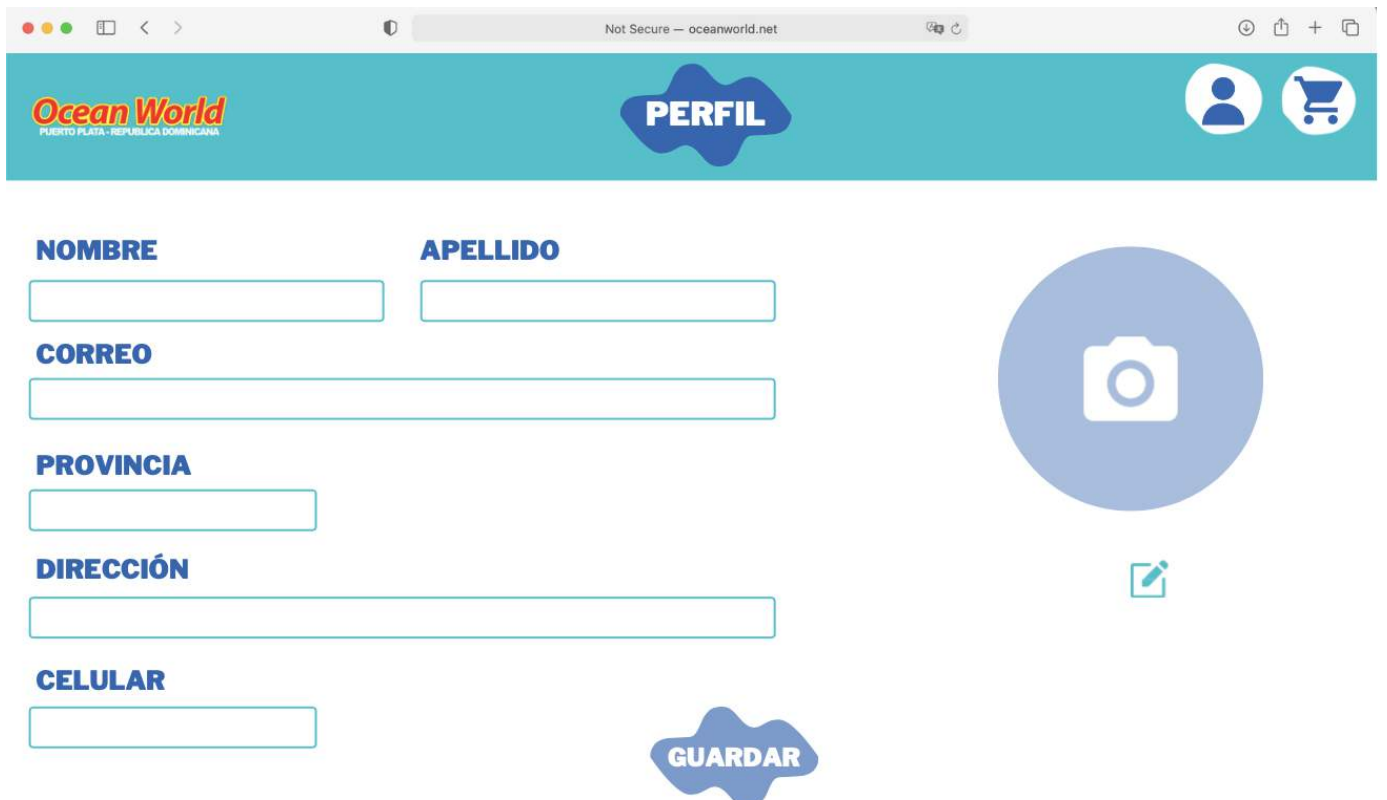 Not Secure — oceanworld.net
Ocean World
PUERTO PLATA - REPUBLICA DOMINICANA
PERFIL
NOMBRE
APELLIDO
CORREO
PROVINCIA
DIRECCIÓN
CELULAR
GUARDAR